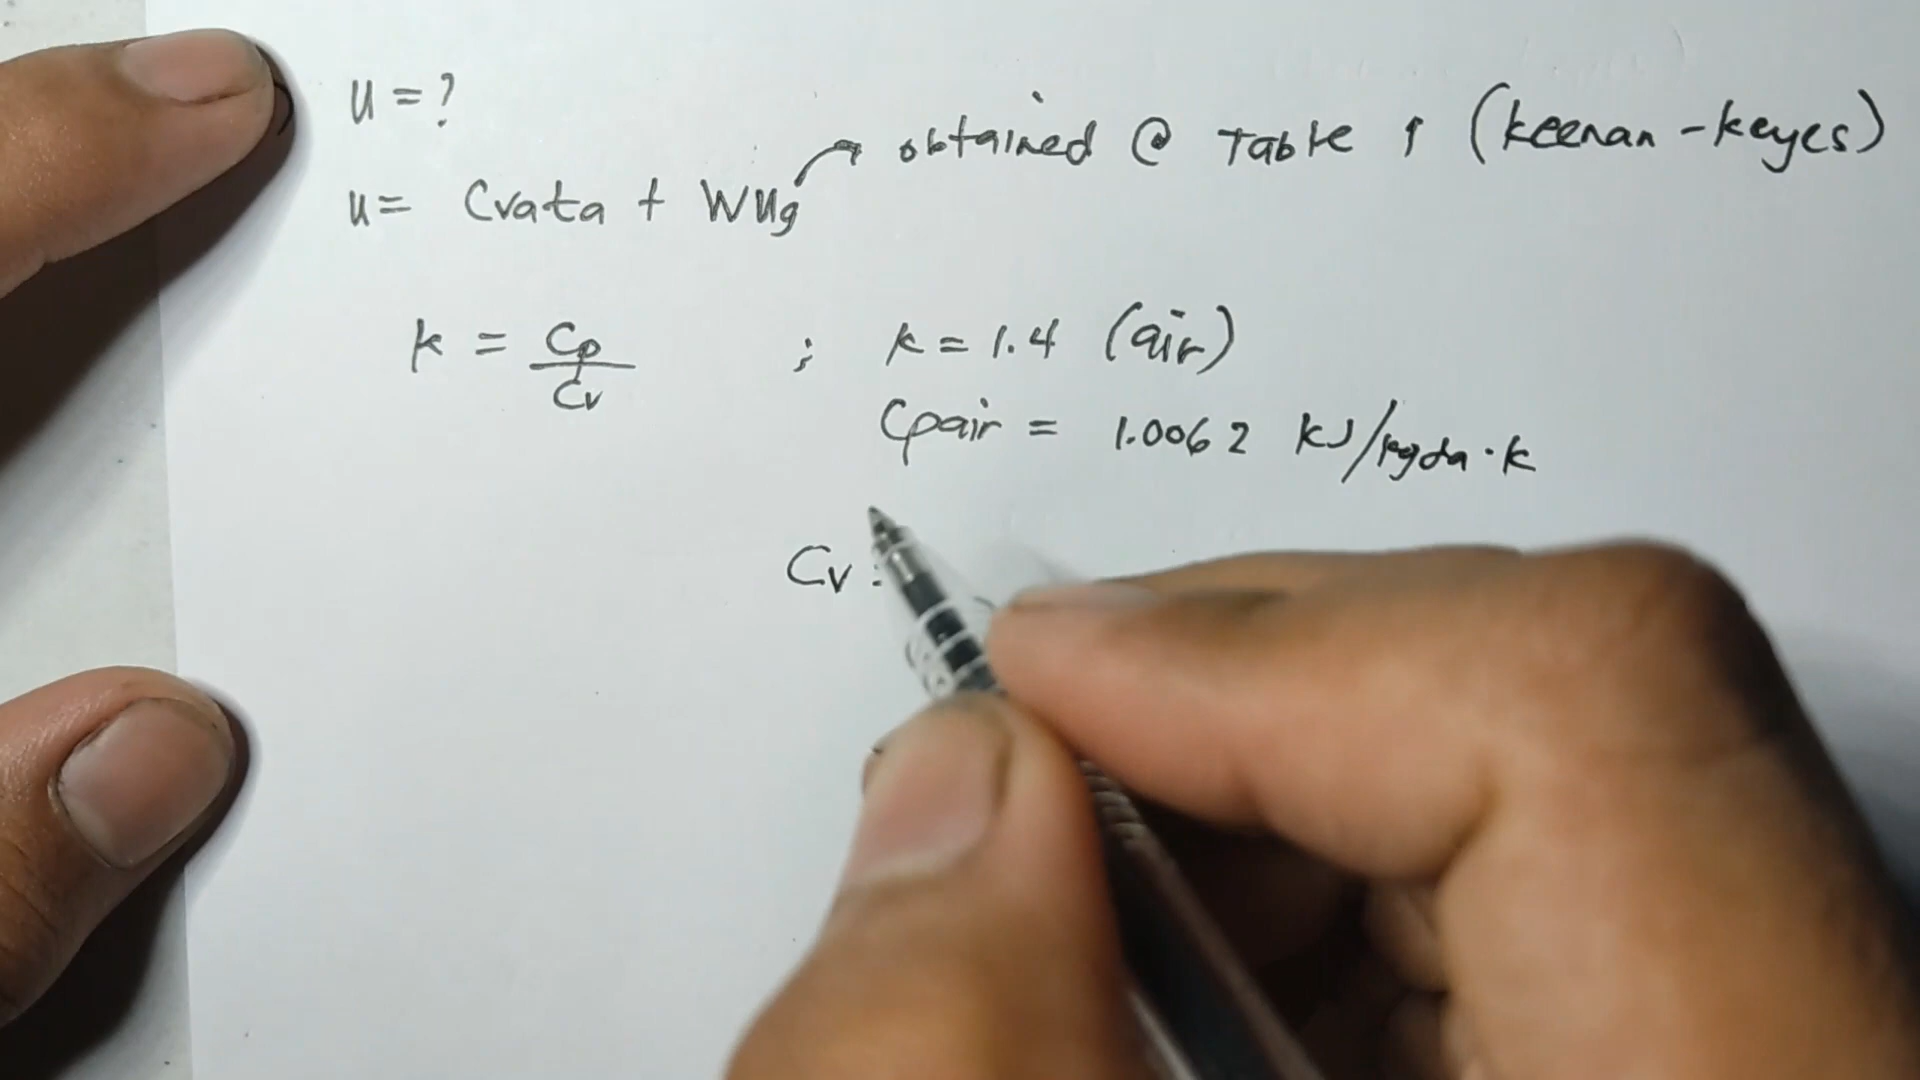 u = ?
u = Cvata + Wug → obtained @ Table 1 (keenan - keyes)
k = Cp/Cv ; k = 1.4 (air)
Cpair = 1.0062 kJ/kgda · k
Cv =